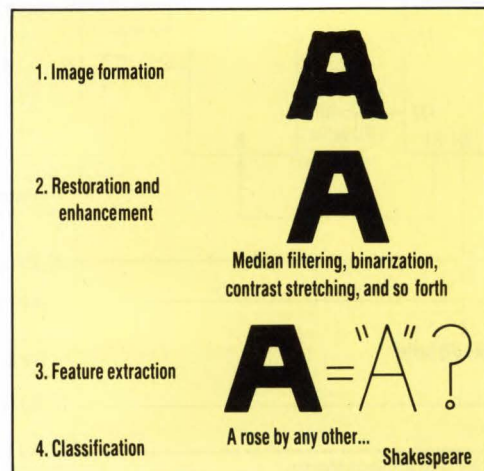 1. Image formation
A
2. Restoration and
enhancement
A
Median filtering, binarization,
contrast stretching, and so forth
3. Feature extraction
A = "A" ?
4. Classification
A rose by any other...
Shakespeare